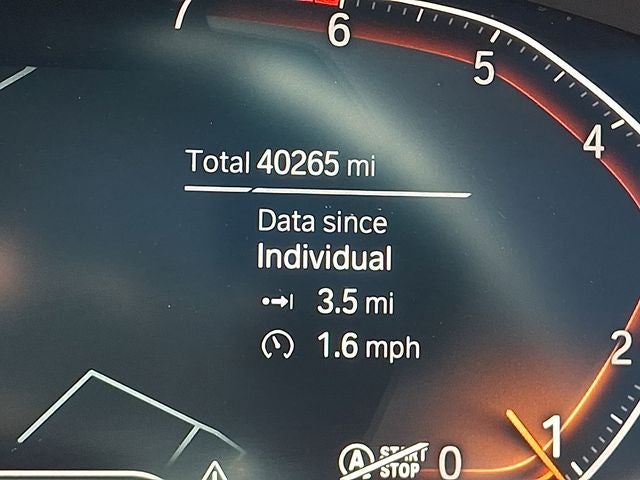 7
6
5
4
Total 40265 mi
Data since
Individual
3.5 mi
1.6 mph
2
1
A START
STOP
0